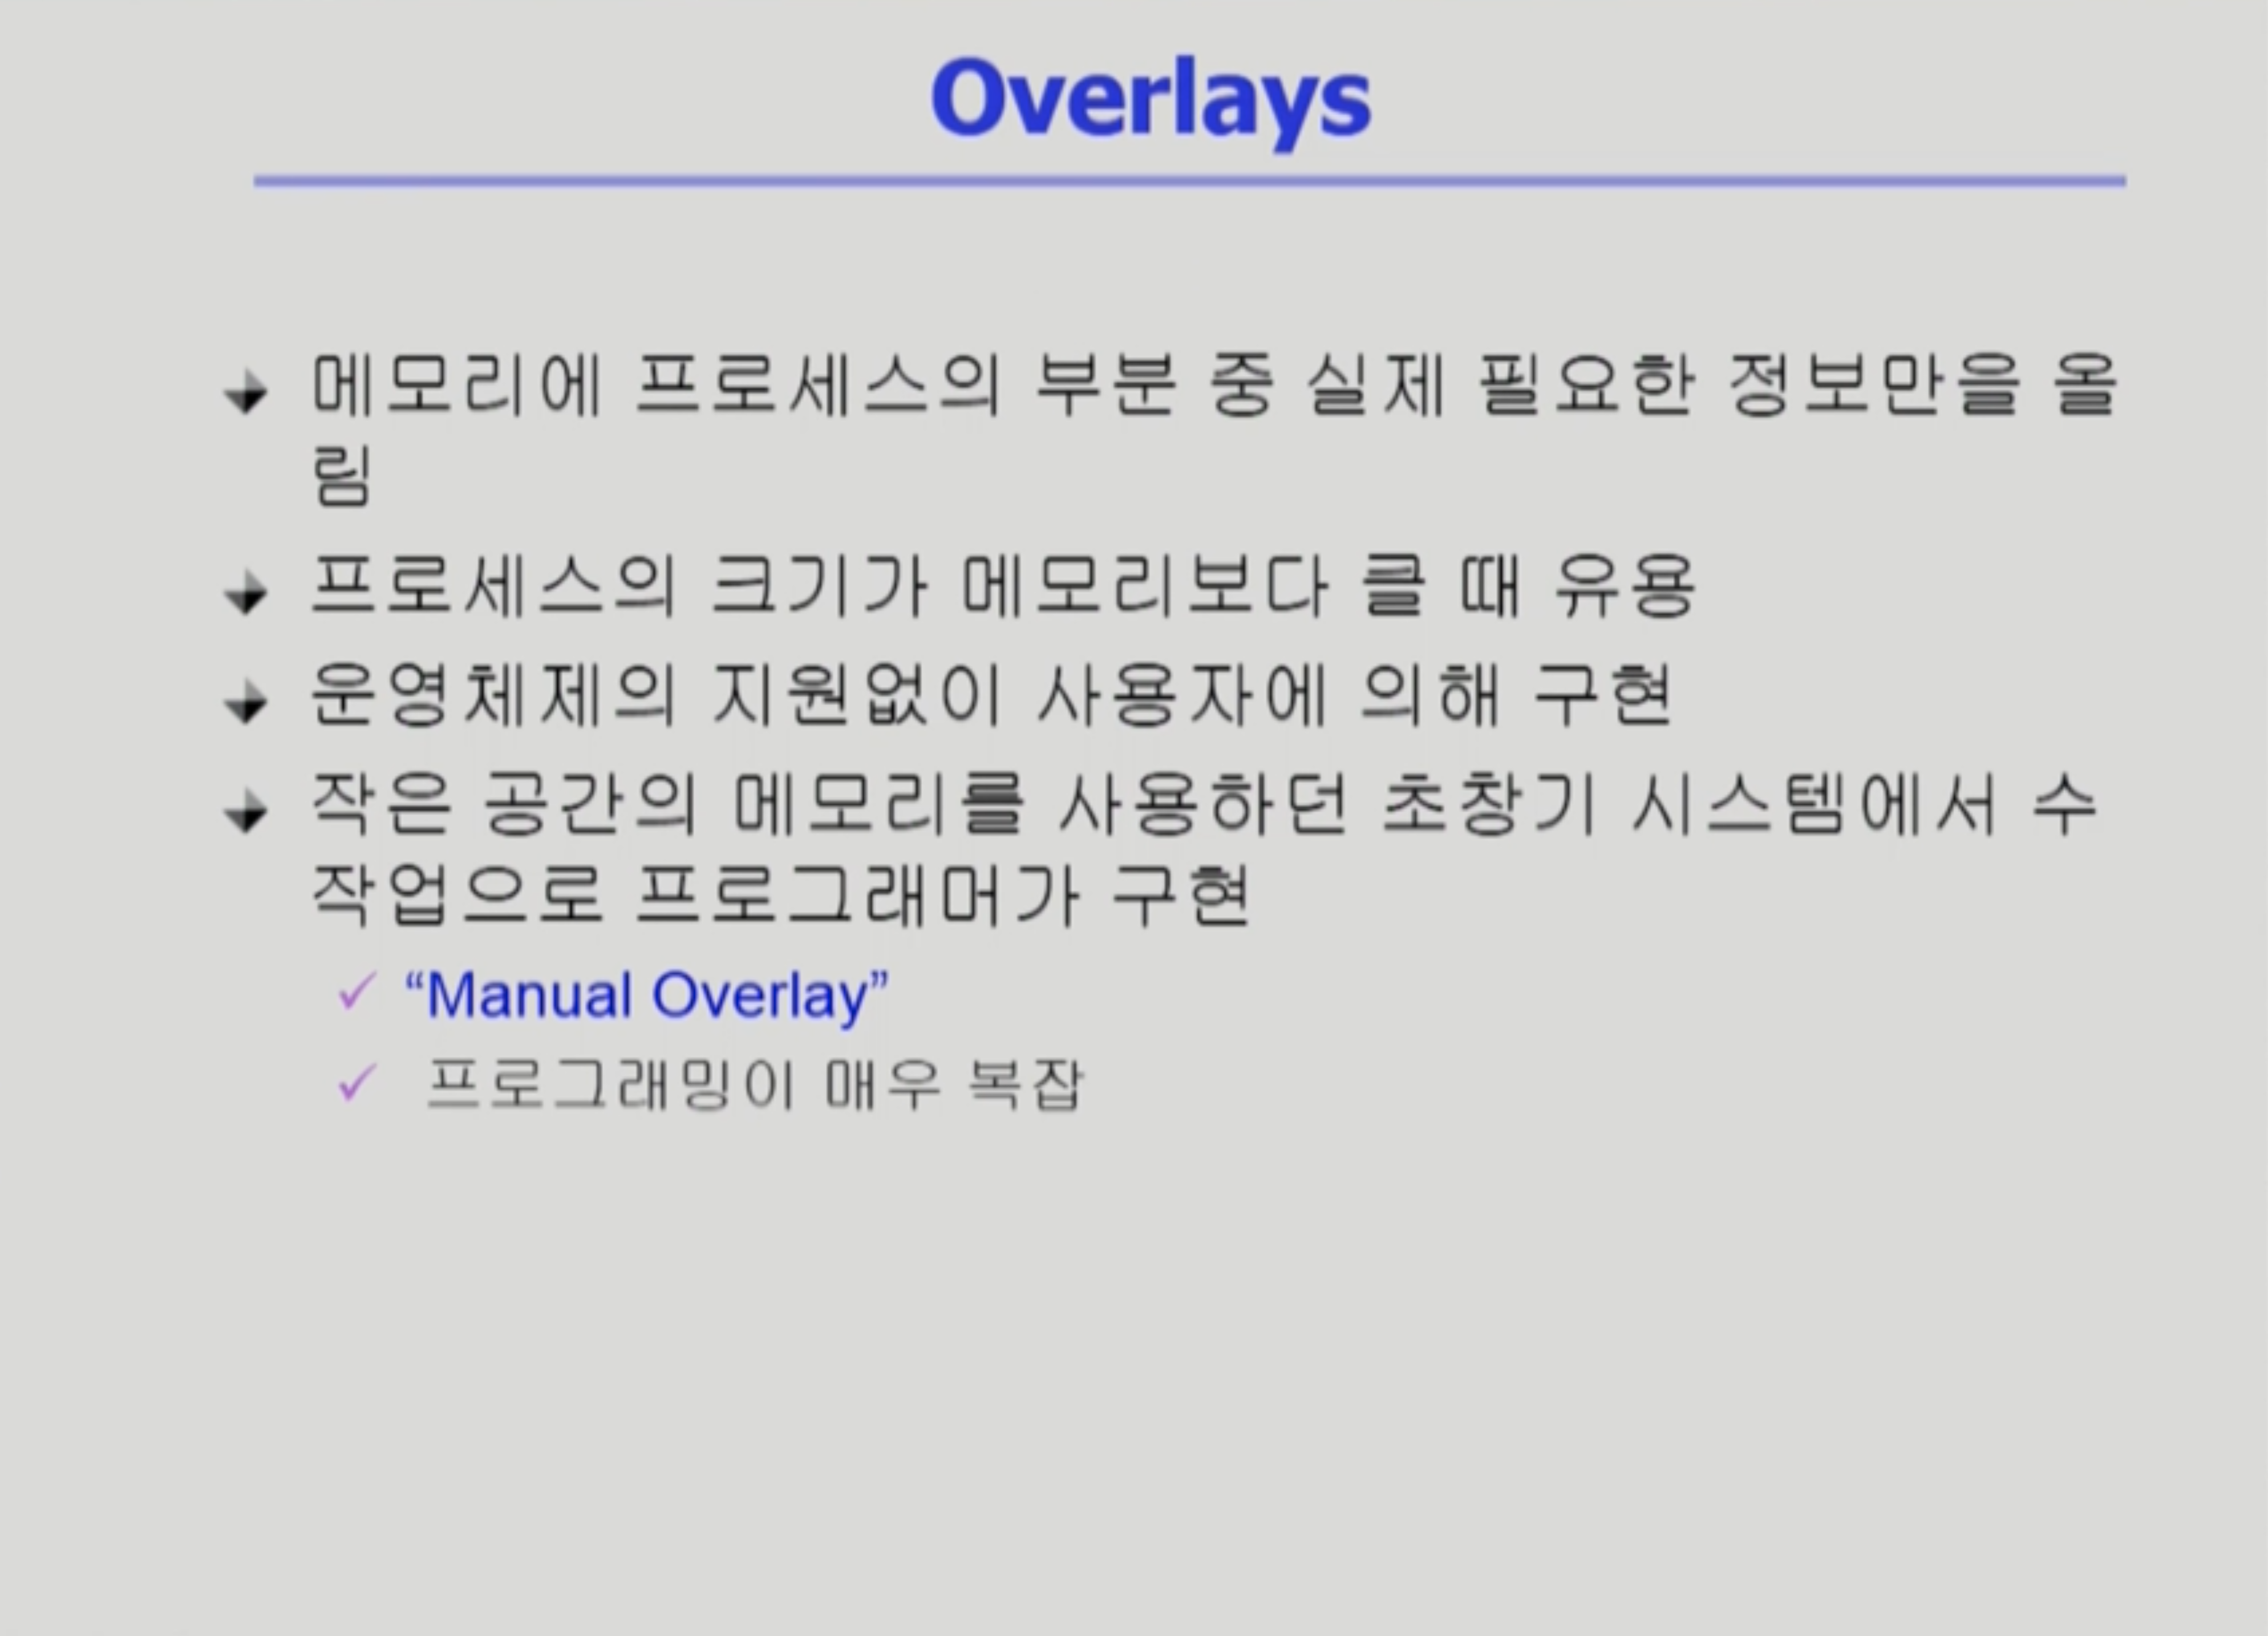 Overlays
메모리에 프로세스의 부분 중 실제 필요한 정보만을 올
림
프로세스의 크기가 메모리보다 클 때 유용
운영체제의 지원없이 사용자에 의해 구현
작은 공간의 메모리를 사용하던 초창기 시스템에서 수
작업으로 프로그래머가 구현
“Manual Overlay”
프로그래밍이 매우 복잡